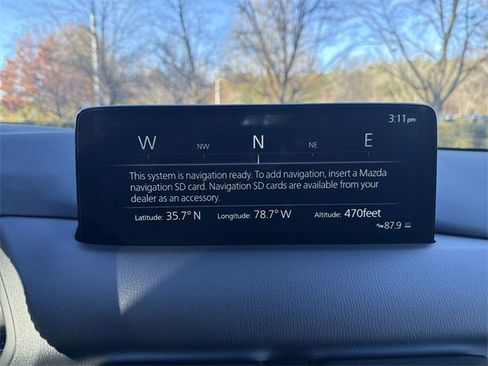 3:11 pm
W NW N NE E
This system is navigation ready. To add navigation, insert a Mazda
navigation SD card. Navigation SD cards are available from your
dealer as an accessory.
Latitude: 35.7° N Longitude: 78.7° W Altitude: 470feet
87.9